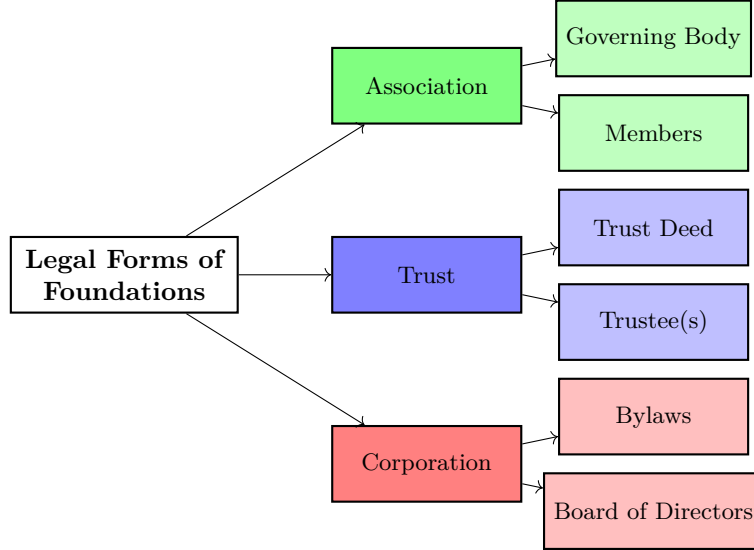 Governing Body
Association
Members
Trust Deed
Legal Forms of
Foundations
Trust
Trustee(s)
Bylaws
Corporation
Board of Directors